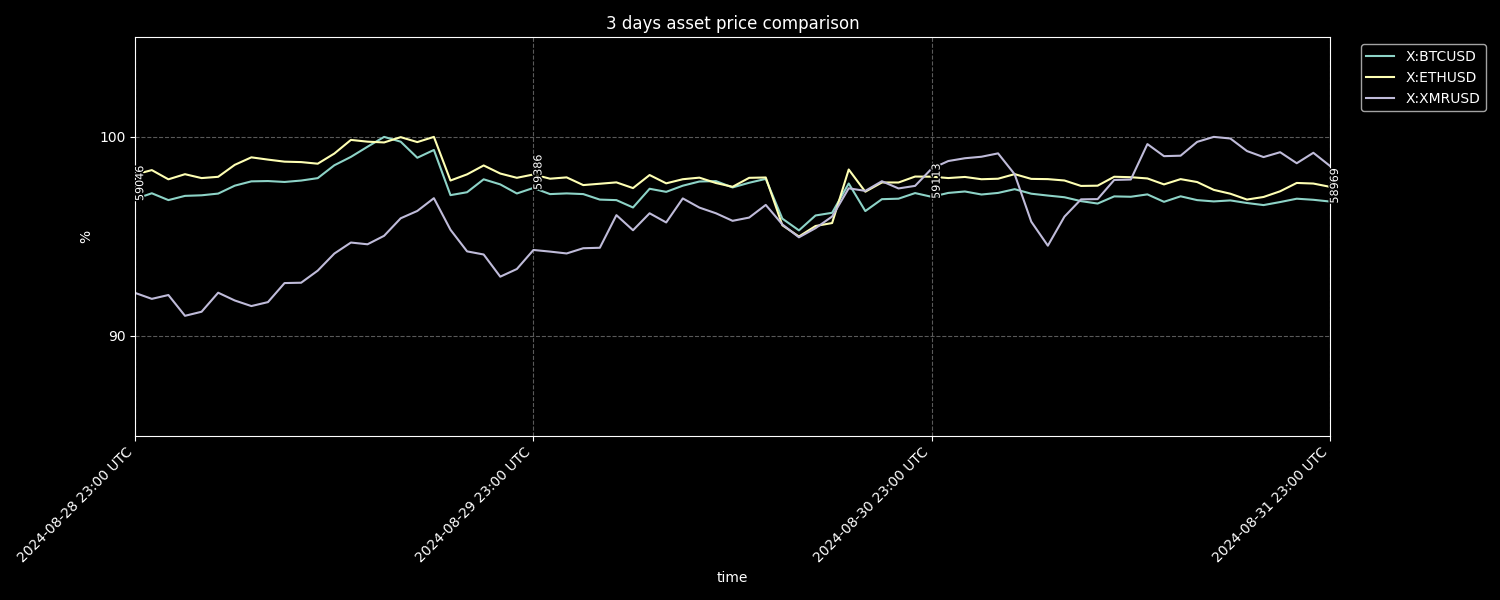 3 days asset price comparison
X:BTCUSD
X:ETHUSD
X:XMRUSD
100
90
%
59046
59386
59113
58969
2024-08-28 23:00 UTC
2024-08-29 23:00 UTC
2024-08-30 23:00 UTC
2024-08-31 23:00 UTC
time